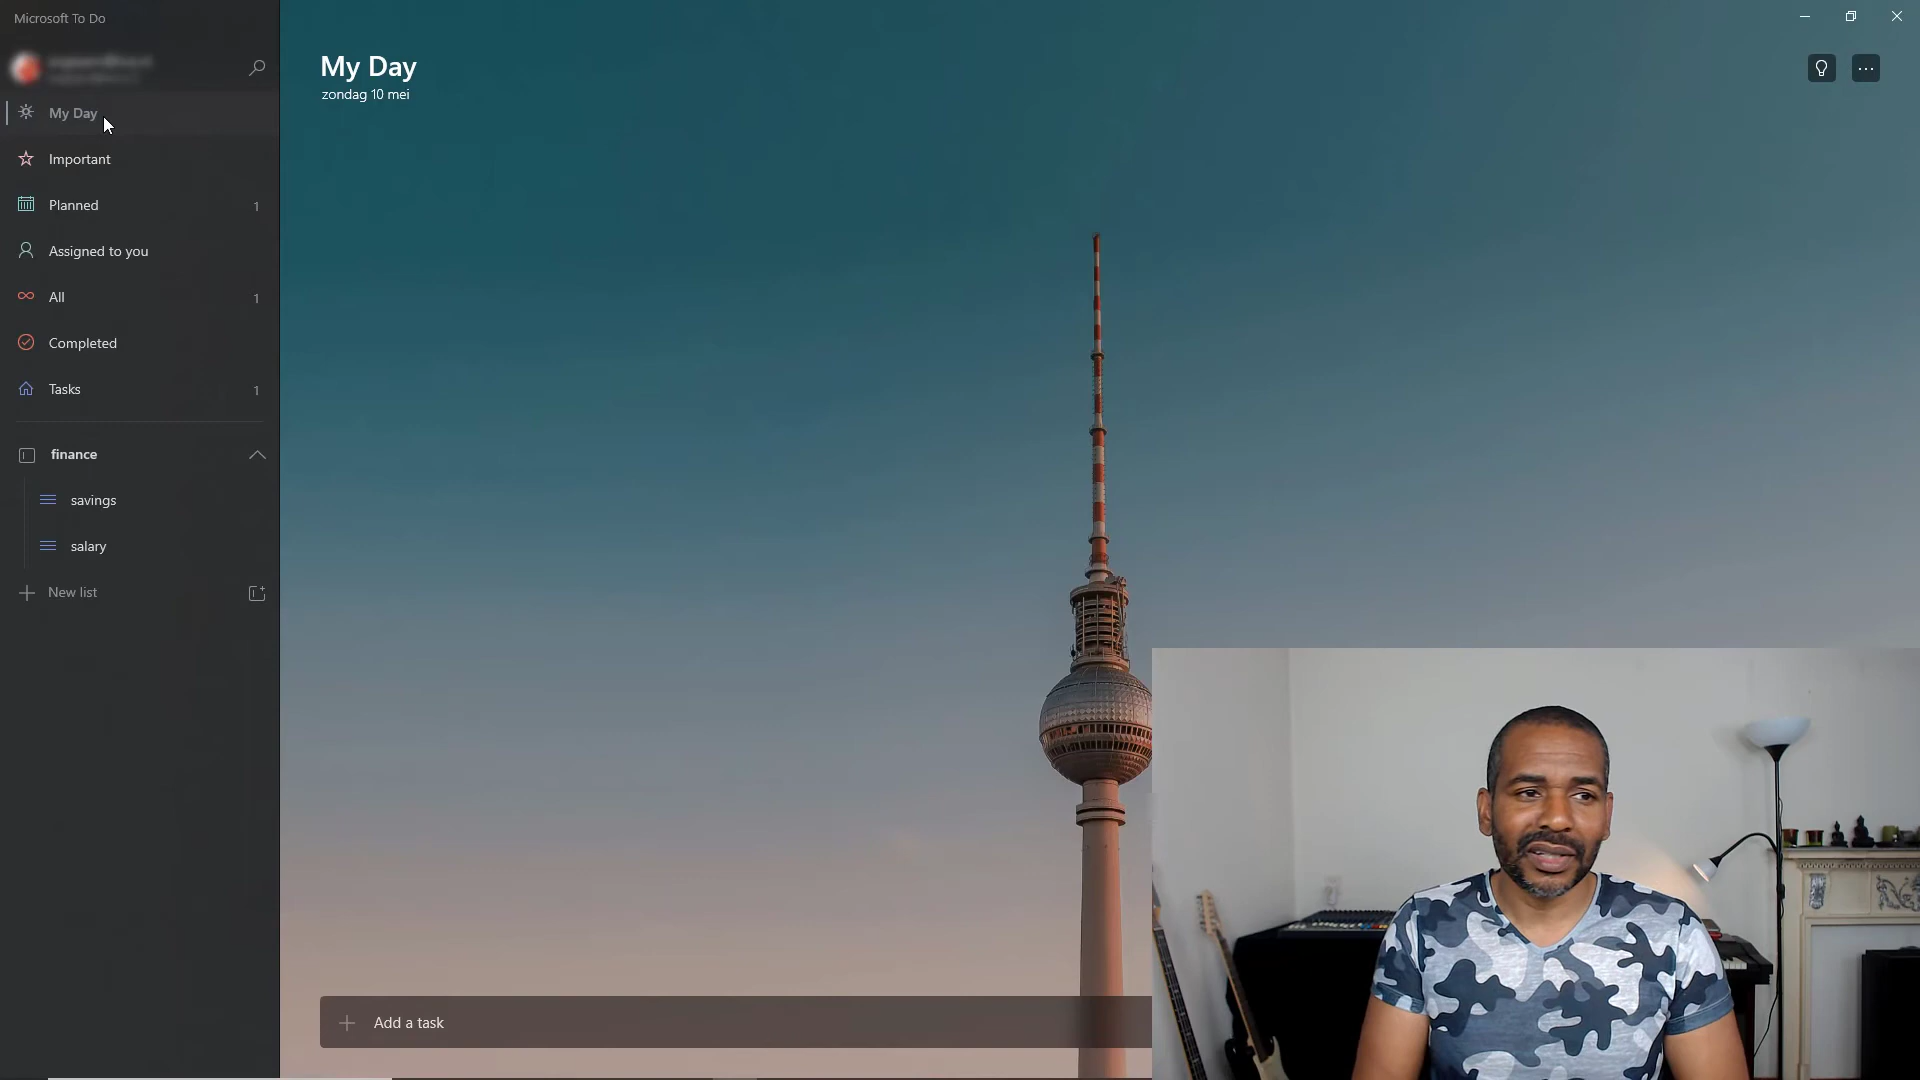 Microsoft To Do
My Day
Important
Planned 1
Assigned to you
All 1
Completed
Tasks 1
finance
savings
salary
New list
My Day
zondag 10 mei
Add a task